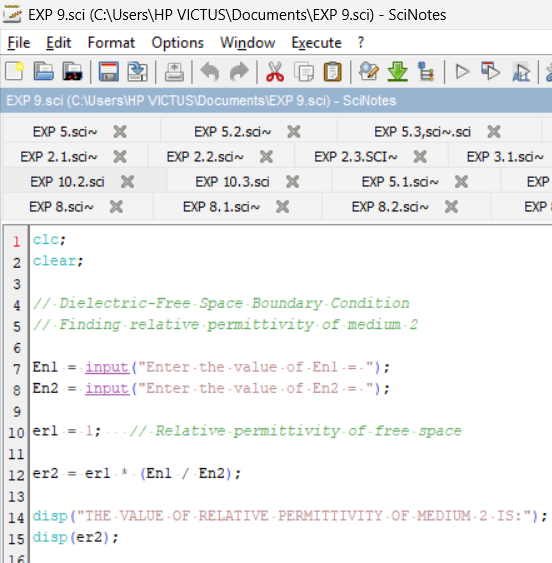 EXP 9.sci (C:\Users\HP VICTUS\Documents\EXP 9.sci) - SciNotes
File Edit Format Options Window Execute ?
EXP 9.sci (C:\Users\HP VICTUS\Documents\EXP 9.sci) - SciNotes
EXP 5.sci~ EXP 5.2.sci~ EXP 5.3,sci~.sci
EXP 2.1.sci~ EXP 2.2.sci~ EXP 2.3.SCI~ EXP 3.1.sci~
EXP 10.2.sci EXP 10.3.sci EXP 5.1.sci~ EXP
EXP 8.sci~ EXP 8.1.sci~ EXP 8.2.sci~ EXP
1 clc;
2 clear;
3
4 // Dielectric-Free Space Boundary Condition
5 // Finding relative permittivity of medium 2
6
7 En1 = input("Enter the value of En1 = ");
8 En2 = input("Enter the value of En2 = ");
9
10 er1 = 1; // Relative permittivity of free space
11
12 er2 = er1 * (En1 / En2);
13
14 disp("THE VALUE OF RELATIVE PERMITTIVITY OF MEDIUM 2 IS:");
15 disp(er2);
16